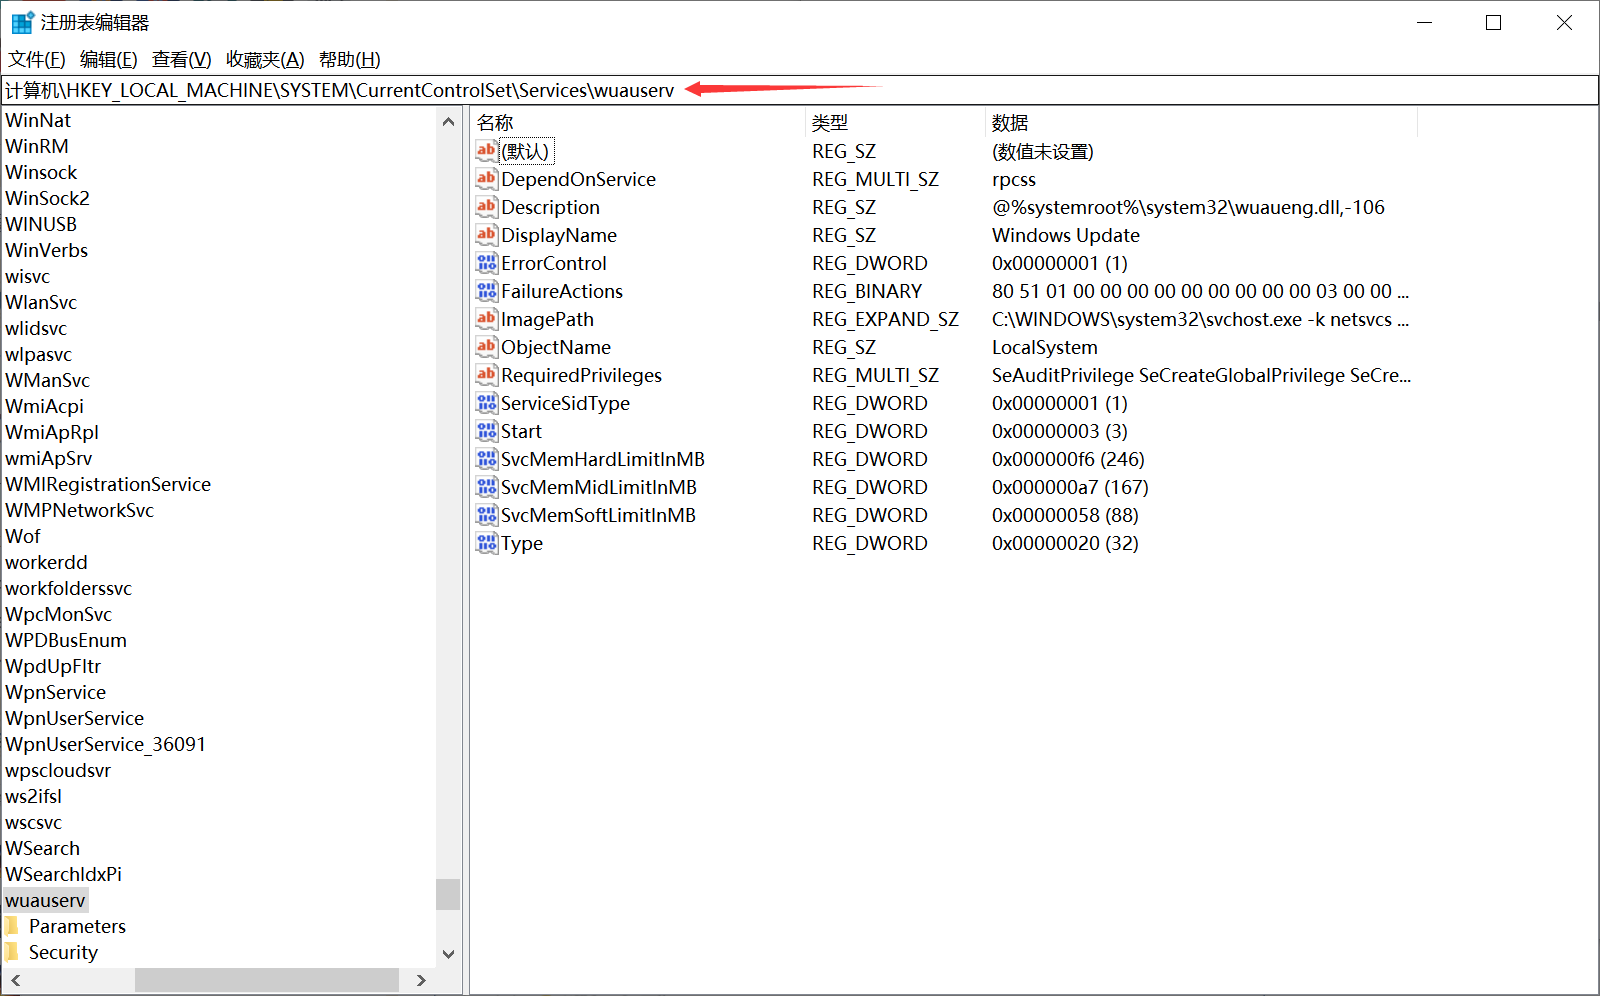 注册表编辑器
文件(F) 编辑(E) 查看(V) 收藏夹(A) 帮助(H)
计算机\HKEY_LOCAL_MACHINE\SYSTEM\CurrentControlSet\Services\wuauserv
WinNat
WinRM
Winsock
WinSock2
WINUSB
WinVerbs
wisvc
WlanSvc
wlidsvc
wlpasvc
WManSvc
WmiAcpi
WmiApRpl
wmiApSrv
WMIRegistrationService
WMPNetworkSvc
Wof
workerdd
workfolderssvc
WpcMonSvc
WPDBusEnum
WpdUpFltr
WpnService
WpnUserService
WpnUserService_36091
wpscloudsvr
ws2ifsl
wscsvc
WSearch
WSearchIdxPi
wuauserv
Parameters
Security
名称 类型 数据
(默认) REG_SZ (数值未设置)
DependOnService REG_MULTI_SZ rpcss
Description REG_SZ @%systemroot%\system32\wuaueng.dll,-106
DisplayName REG_SZ Windows Update
ErrorControl REG_DWORD 0x00000001 (1)
FailureActions REG_BINARY 80 51 01 00 00 00 00 00 00 00 00 00 03 00 00 ...
ImagePath REG_EXPAND_SZ C:\WINDOWS\system32\svchost.exe -k netsvcs ...
ObjectName REG_SZ LocalSystem
RequiredPrivileges REG_MULTI_SZ SeAuditPrivilege SeCreateGlobalPrivilege SeCre...
ServiceSidType REG_DWORD 0x00000001 (1)
Start REG_DWORD 0x00000003 (3)
SvcMemHardLimitInMB REG_DWORD 0x000000f6 (246)
SvcMemMidLimitInMB REG_DWORD 0x000000a7 (167)
SvcMemSoftLimitInMB REG_DWORD 0x00000058 (88)
Type REG_DWORD 0x00000020 (32)